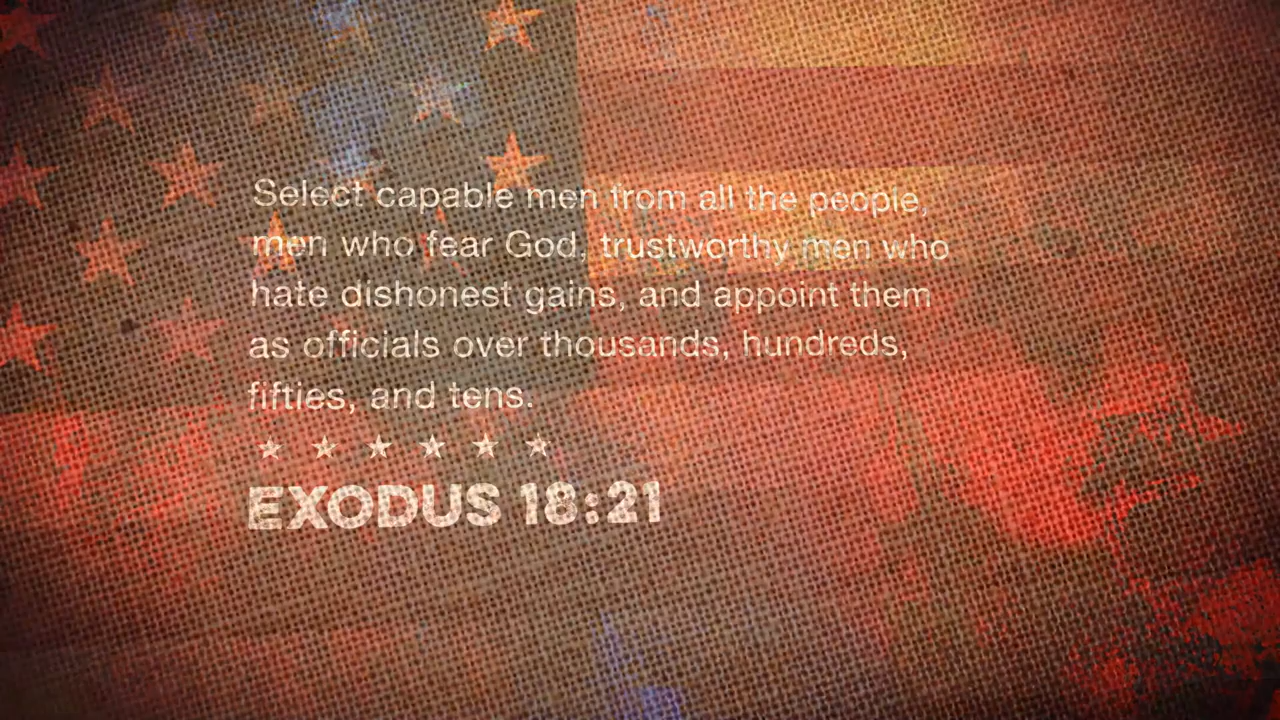 Select capable men from all the people,
men who fear God, trustworthy men who
hate dishonest gains, and appoint them
as officials over thousands, hundreds,
fifties, and tens.
EXODUS 18:21